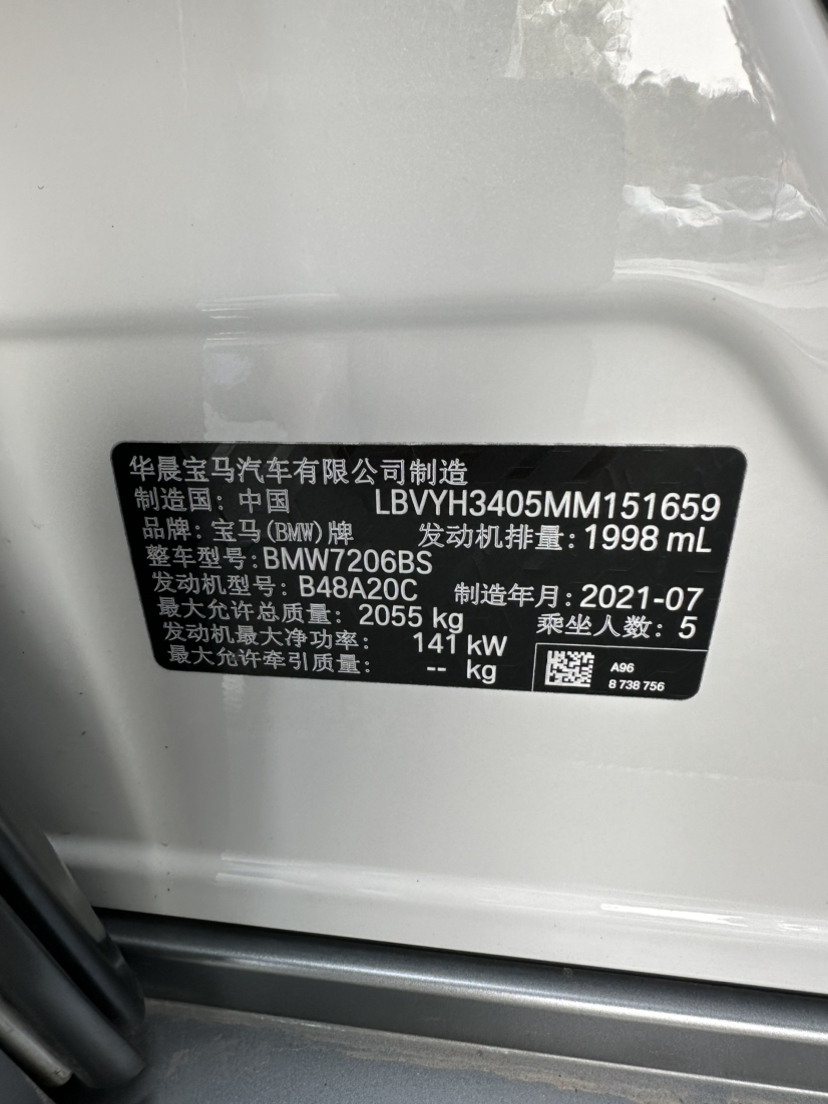 华晨宝马汽车有限公司制造
制造国: 中国 LBVYH3405MM151659
品牌: 宝马(BMW)牌 发动机排量: 1998 mL
整车型号: BMW7206BS
发动机型号: B48A20C 制造年月: 2021-07
最大允许总质量: 2055 kg 乘坐人数: 5
发动机最大净功率: 141 kW
最大允许牵引质量: -- kg
A96
8 738 756